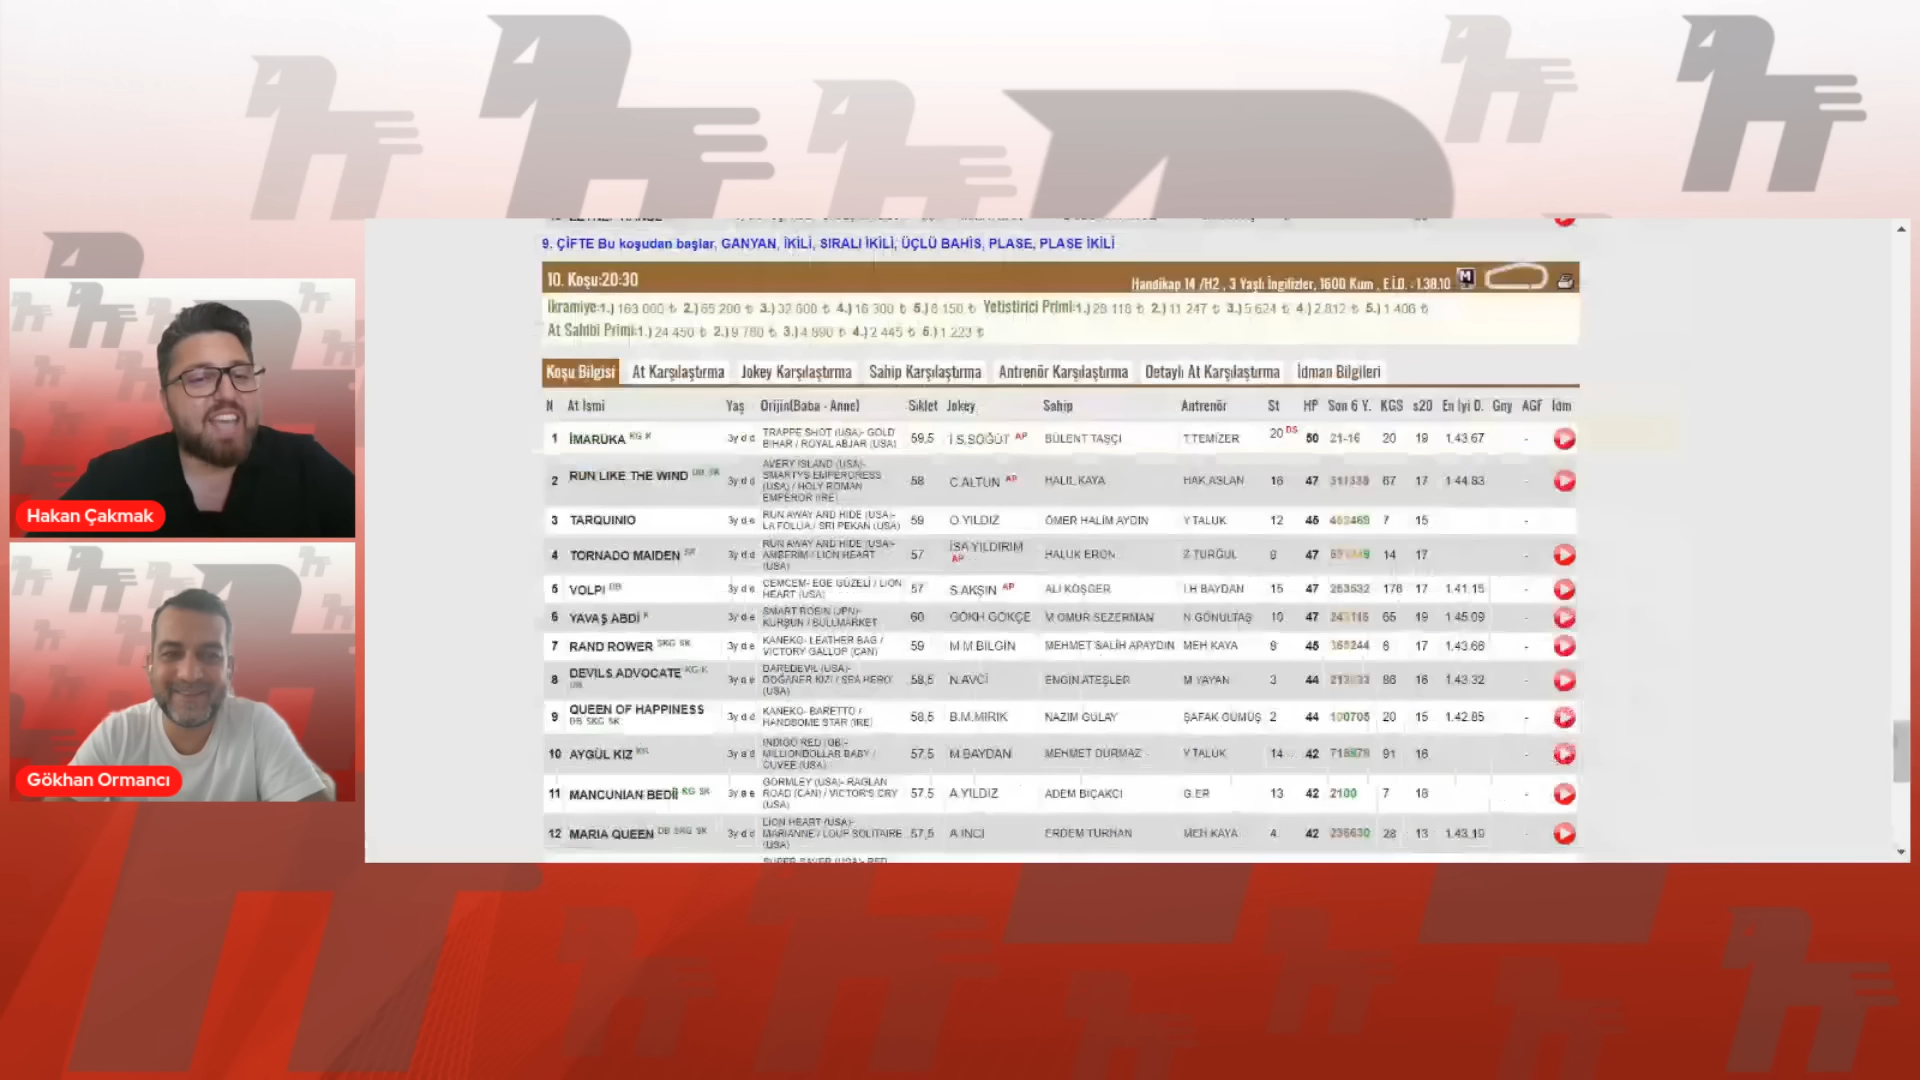 9. ÇİFTE Bu koşudan başlar, GANYAN, İKİLİ, SIRALI İKİLİ, ÜÇLÜ BAHİS, PLASE, PLASE İKİLİ
10. Koşu:20:30
Handikap 14 /H2 , 3 Yaşlı İngilizler, 1600 Kum , E.İ.D. :1.38.10
İkramiye:1.) 163 000 ₺ 2.) 65 200 ₺ 3.) 32 600 ₺ 4.) 16 300 ₺ 5.) 8 150 ₺ Yetiştirici Primi:1.) 28 118 ₺ 2.) 11 247 ₺ 3.) 5 624 ₺ 4.) 2 812 ₺ 5.) 1 406 ₺
At Sahibi Primi:1.) 24 450 ₺ 2.) 9 780 ₺ 3.) 4 890 ₺ 4.) 2 445 ₺ 5.) 1 223 ₺
Koşu Bilgisi At Karşılaştırma Jokey Karşılaştırma Sahip Karşılaştırma Antrenör Karşılaştırma Detaylı At Karşılaştırma İdman Bilgileri
N At İsmi Yaş Orijin(Baba - Anne) Sıklet Jokey Sahip Antrenör St HP Son 6 Y. KGS s20 En İyi D. Gny AGF İdm
1 İMARUKA KG K 3y d d TRAPPE SHOT (USA)- GOLD BIHAR / ROYAL ABJAR (USA) 59,5 İ.S.SÖĞÜT AP BÜLENT TAŞÇI T.TEMİZER 20 DS 50 21-16 20 19 1.43.67 -
2 RUN LIKE THE WIND DB SK 3y d d AVERY ISLAND (USA)- SMARTYS EMPERORESS (USA) / HOLY ROMAN EMPEROR (IRE) 58 C.ALTUN AP HALİL KAYA HAK.ASLAN 16 47 67 17 1.44.83 -
3 TARQUINIO 3y d e RUN AWAY AND HIDE (USA)- LA FOLLIA / SRI PEKAN (USA) 59 O.YILDIZ ÖMER HALİM AYDIN Y.TALUK 12 45 453469 7 15 -
4 TORNADO MAIDEN SK RUN AWAY AND HIDE (USA)- AMBERIM / LION HEART (USA) 57 İSA YILDIRIM AP HALUK ERON Z.TURGUL 47 14 17 -
5 VOLPI DB 3y d e CEMCEM- EGE GÜZELİ / LION HEART (USA) 57 S.AKŞIN AP ALİ KÖŞGER İ.H.BAYDAN 15 47 263532 176 17 1.41.15 -
6 YAVAŞ ABDİ K 3y d e SMART ROBIN (JPN)- KURŞUN / BULLMARKET 60 GÖKH.GÖKÇE M.ÖMÜR SEZERMAN N.GÖNÜLTAŞ 10 47 65 19 1.45.09 -
7 RAND ROWER SKG SK 3y d e KANEKO- LEATHER BAG / VICTORY GALLOP (CAN) 59 M.M.BİLGİN MEHMET SALİH APAYDIN MEH.KAYA 9 45 365244 17 1.43.66 -
8 DEVILS ADVOCATE KG K DB 3y d e DAREDEVIL (USA)- DOĞANER KIZI / SEA HERO (USA) 58,5 N.AVCİ ENGİN ATEŞLER M.YAYAN 3 44 86 16 1.43.32 -
9 QUEEN OF HAPPINESS DB SKG SK 3y d d KANEKO- BARETTO / HANDSOME STAR (IRE) 58,5 B.M.MIRIK NAZIM GÜLAY ŞAFAK GÜMÜŞ 2 44 100705 20 15 1.42.85 -
10 AYGÜL KIZ INDIGO RED (GB)- MILLIONDOLLAR BABY / CUVEE (USA) 57,5 M.BAYDAN MEHMET DURMAZ Y.TALUK 14 42 91 16 -
11 MANCUNIAN BEDİİ KG SK GORMLEY (USA)- RAGLAN ROAD (CAN) / VICTOR'S CRY (USA) 57,5 A.YILDIZ ADEM BIÇAKCI G.ER 13 42 2100 7 18 -
12 MARIA QUEEN DB SKG SK 3y d d LION HEART (USA)- MARIANNE / LOUP SOLITAIRE (USA) 57,5 A.İNCİ ERDEM TURHAN MEH.KAYA 4 42 236630 28 13 1.43.19 -
Hakan Çakmak
Gökhan Ormancı